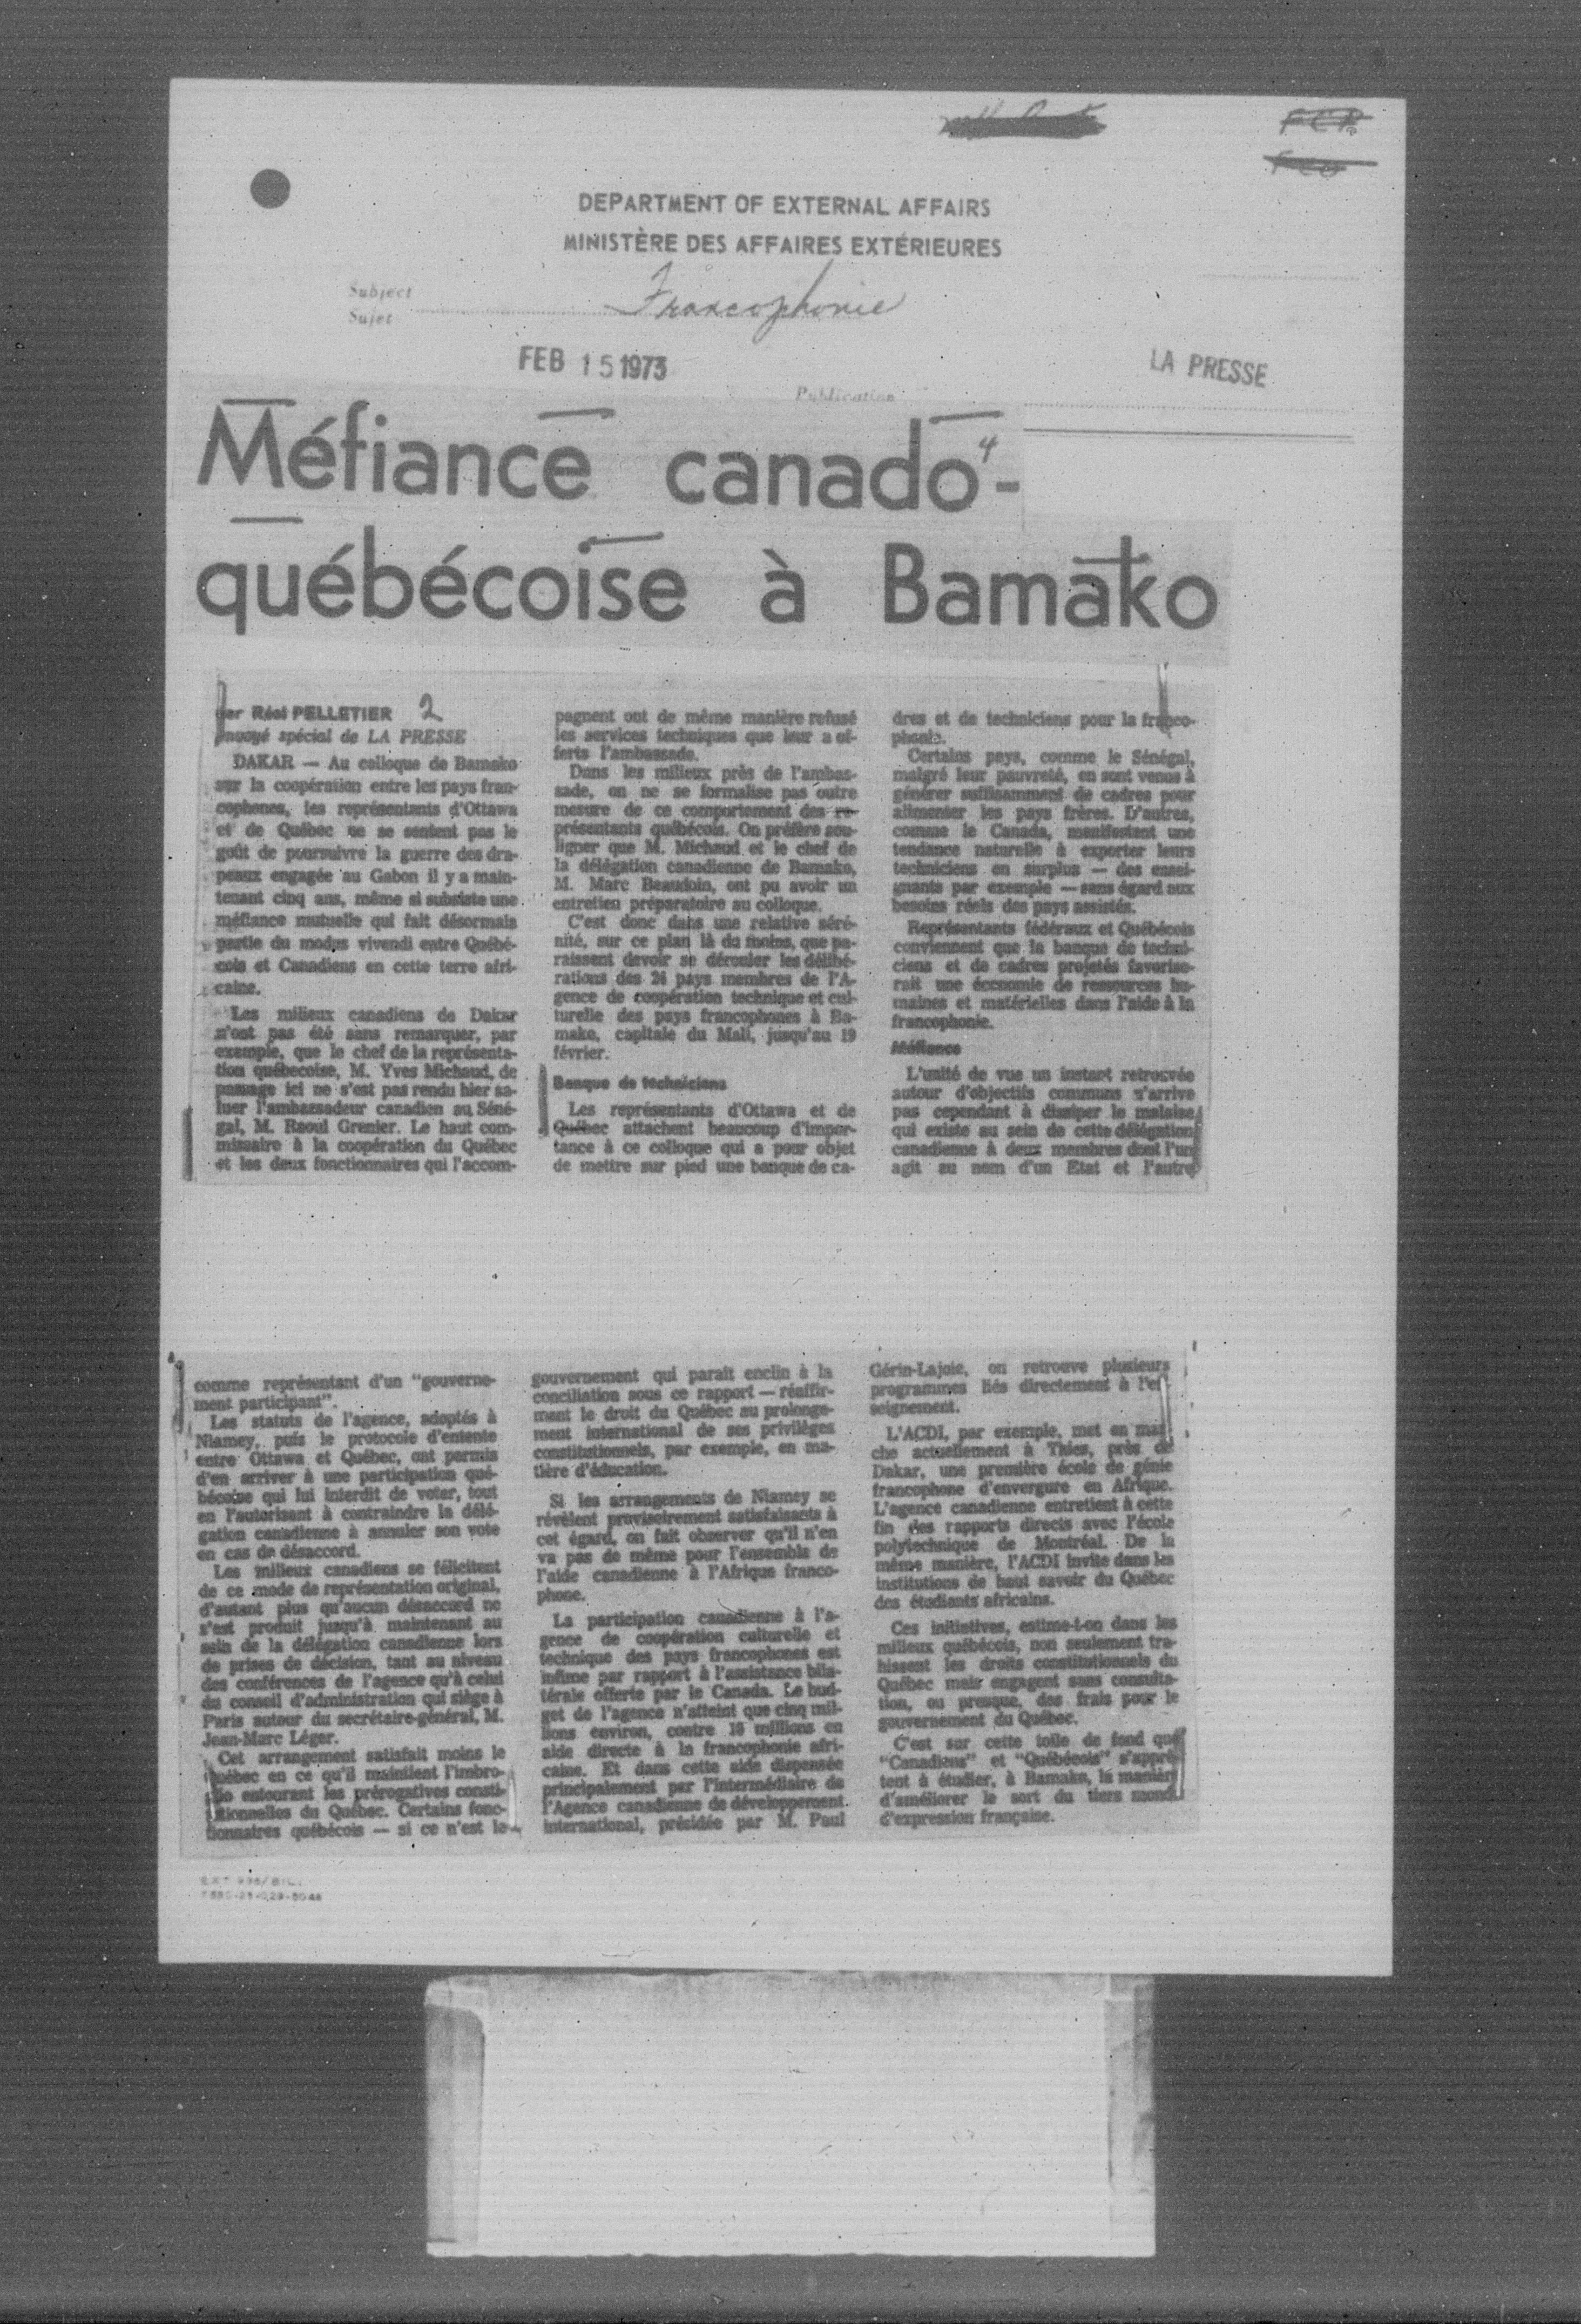 DEPARTMENT OF EXTERNAL AFFAIRS
MINISTÈRE DES AFFAIRES EXTÉRIEURES
Subject
Sujet
Francophonie
FEB 15 1973
LA PRESSE
Publication
Méfiance canado-
4
québécoise à Bamako
par Réal PELLETIER
2
envoyé spécial de LA PRESSE
DAKAR — Au colloque de Bamako
sur la coopération entre les pays fran-
cophones, les représentants d'Ottawa
et de Québec ne se sentent pas le
goût de poursuivre la guerre des dra-
peaux engagée au Gabon il y a main-
tenant cinq ans, même si subsiste une
méfiance mutuelle qui fait désormais
partie du modus vivendi entre Québé-
cois et Canadiens en cette terre afri-
caine.
Les milieux canadiens de Dakar
n'ont pas été sans remarquer, par
exemple, que le chef de la représenta-
tion québecoise, M. Yves Michaud, de
passage ici ne s'est pas rendu hier sa-
luer l'ambassadeur canadien au Séné-
gal, M. Raoul Grenier. Le haut com-
missaire à la coopération du Québec
et les deux fonctionnaires qui l'accom-
pagnent ont de même manière refusé
les services techniques que leur a of-
ferts l'ambassade.
Dans les milieux près de l'ambas-
sade, on ne se formalise pas outre
mesure de ce comportement des re-
présentants québécois. On préfère sou-
ligner que M. Michaud et le chef de
la délégation canadienne de Bamako,
M. Marc Beaudoin, ont pu avoir un
entretien préparatoire au colloque.
C'est donc dans une relative séré-
nité, sur ce plan là du moins, que pa-
raissent devoir se dérouler les délibé-
rations des 24 pays membres de l'A-
gence de coopération technique et cul-
turelle des pays francophones à Ba-
mako, capitale du Mali, jusqu'au 19
février.
Banque de techniciens
Les représentants d'Ottawa et de
Québec attachent beaucoup d'impor-
tance à ce colloque qui a pour objet
de mettre sur pied une banque de ca-
dres et de techniciens pour la franco-
phonie.
Certains pays, comme le Sénégal,
malgré leur pauvreté, en sont venus à
générer suffisamment de cadres pour
alimenter les pays frères. D'autres,
comme le Canada, manifestent une
tendance naturelle à exporter leurs
techniciens en surplus — des ensei-
gnants par exemple — sans égard aux
besoins réels des pays assistés.
Représentants fédéraux et Québécois
conviennent que la banque de techni-
ciens et de cadres projetés favorise-
rait une économie de ressources hu-
maines et matérielles dans l'aide à la
francophonie.
Méfiance
L'unité de vue un instant retrouvée
autour d'objectifs communs n'arrive
pas cependant à dissiper le malaise
qui existe au sein de cette délégation
canadienne à deux membres dont l'un
agit au nom d'un Etat et l'autre
comme représentant d'un "gouverne-
ment participant".
Les statuts de l'agence, adoptés à
Niamey, puis le protocole d'entente
entre Ottawa et Québec, ont permis
d'en arriver à une participation qué-
bécoise qui lui interdit de voter, tout
en l'autorisant à contraindre la délé-
gation canadienne à annuler son vote
en cas de désaccord.
Les milieux canadiens se félicitent
de ce mode de représentation original,
d'autant plus qu'aucun désaccord ne
s'est produit jusqu'à maintenant au
sein de la délégation canadienne lors
de prises de décision, tant au niveau
des conférences de l'agence qu'à celui
du conseil d'administration qui siège à
Paris autour du secrétaire-général, M.
Jean-Marc Léger.
Cet arrangement satisfait moins le
Québec en ce qu'il maintient l'imbro-
glio entourant les prérogatives consti-
tutionnelles du Québec. Certains fonc-
tionnaires québécois — si ce n'est le
gouvernement qui paraît enclin à la
conciliation sous ce rapport — réaffir-
ment le droit du Québec au prolonge-
ment international de ses privilèges
constitutionnels, par exemple, en ma-
tière d'éducation.
Si les arrangements de Niamey se
révèlent provisoirement satisfaisants à
cet égard, on fait observer qu'il n'en
va pas de même pour l'ensemble de
l'aide canadienne à l'Afrique franco-
phone.
La participation canadienne à l'a-
gence de coopération culturelle et
technique des pays francophones est
infime par rapport à l'assistance bila-
térale offerte par le Canada. Le bud-
get de l'agence n'atteint que cinq mil-
lions environ, contre millions en
aide directe à la francophonie afri-
caine. Et dans cette aide dispensée
principalement par l'intermédiaire de
l'Agence canadienne de développement
international, présidée par M. Paul
Gérin-Lajoie, on retrouve plusieurs
programmes liés directement à l'en-
seignement.
L'ACDI, par exemple, met en mar-
che actuellement à Thies, près de
Dakar, une première école de génie
francophone d'envergure en Afrique.
L'agence canadienne entretient à cette
fin des rapports directs avec l'école
polytechnique de Montréal. De la
même manière, l'ACDI invite dans les
institutions de haut savoir du Québec
des étudiants africains.
Ces initiatives, estime-t-on dans les
milieux québécois, non seulement tra-
hissent les droits constitutionnels du
Québec mais engagent sans consulta-
tion, ou presque, des frais pour le
gouvernement du Québec.
C'est sur cette toile de fond que
"Canadiens" et "Québécois" s'apprê-
tent à étudier, à Bamako, la manière
d'améliorer le sort du tiers monde
d'expression française.